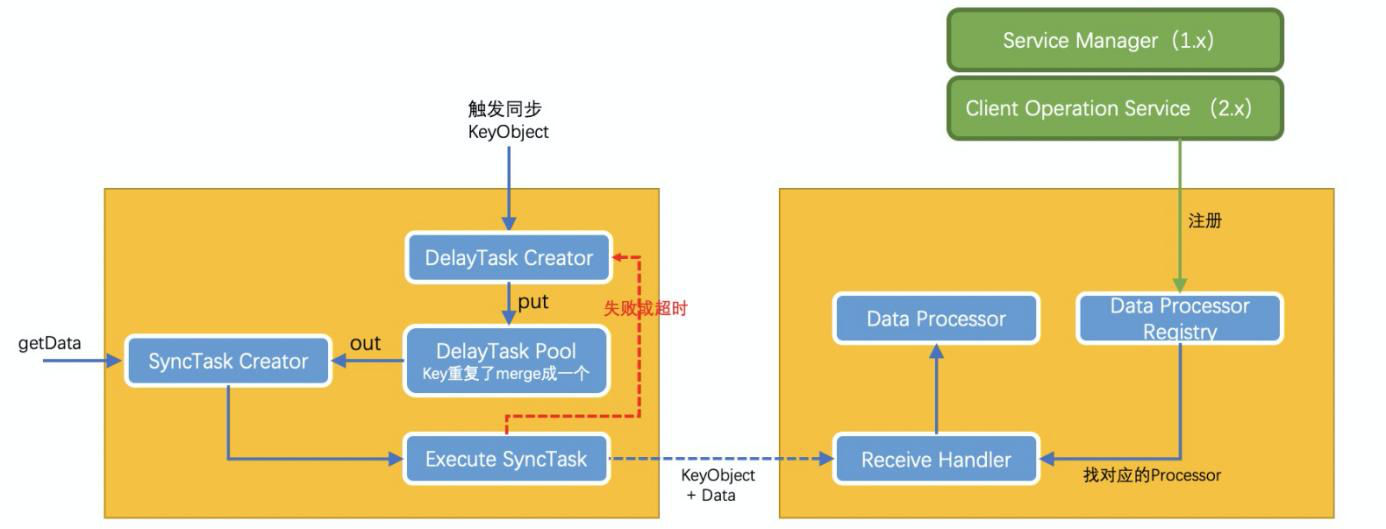 Service Manager（1.x）
Client Operation Service （2.x）
触发同步
KeyObject
注册
DelayTask Creator
put
失败或超时
Data Processor
Data Processor
Registry
getData
SyncTask Creator
out
DelayTask Pool
Key重复了merge成一个
Execute SyncTask
KeyObject
+ Data
Receive Handler
找对应的Processor